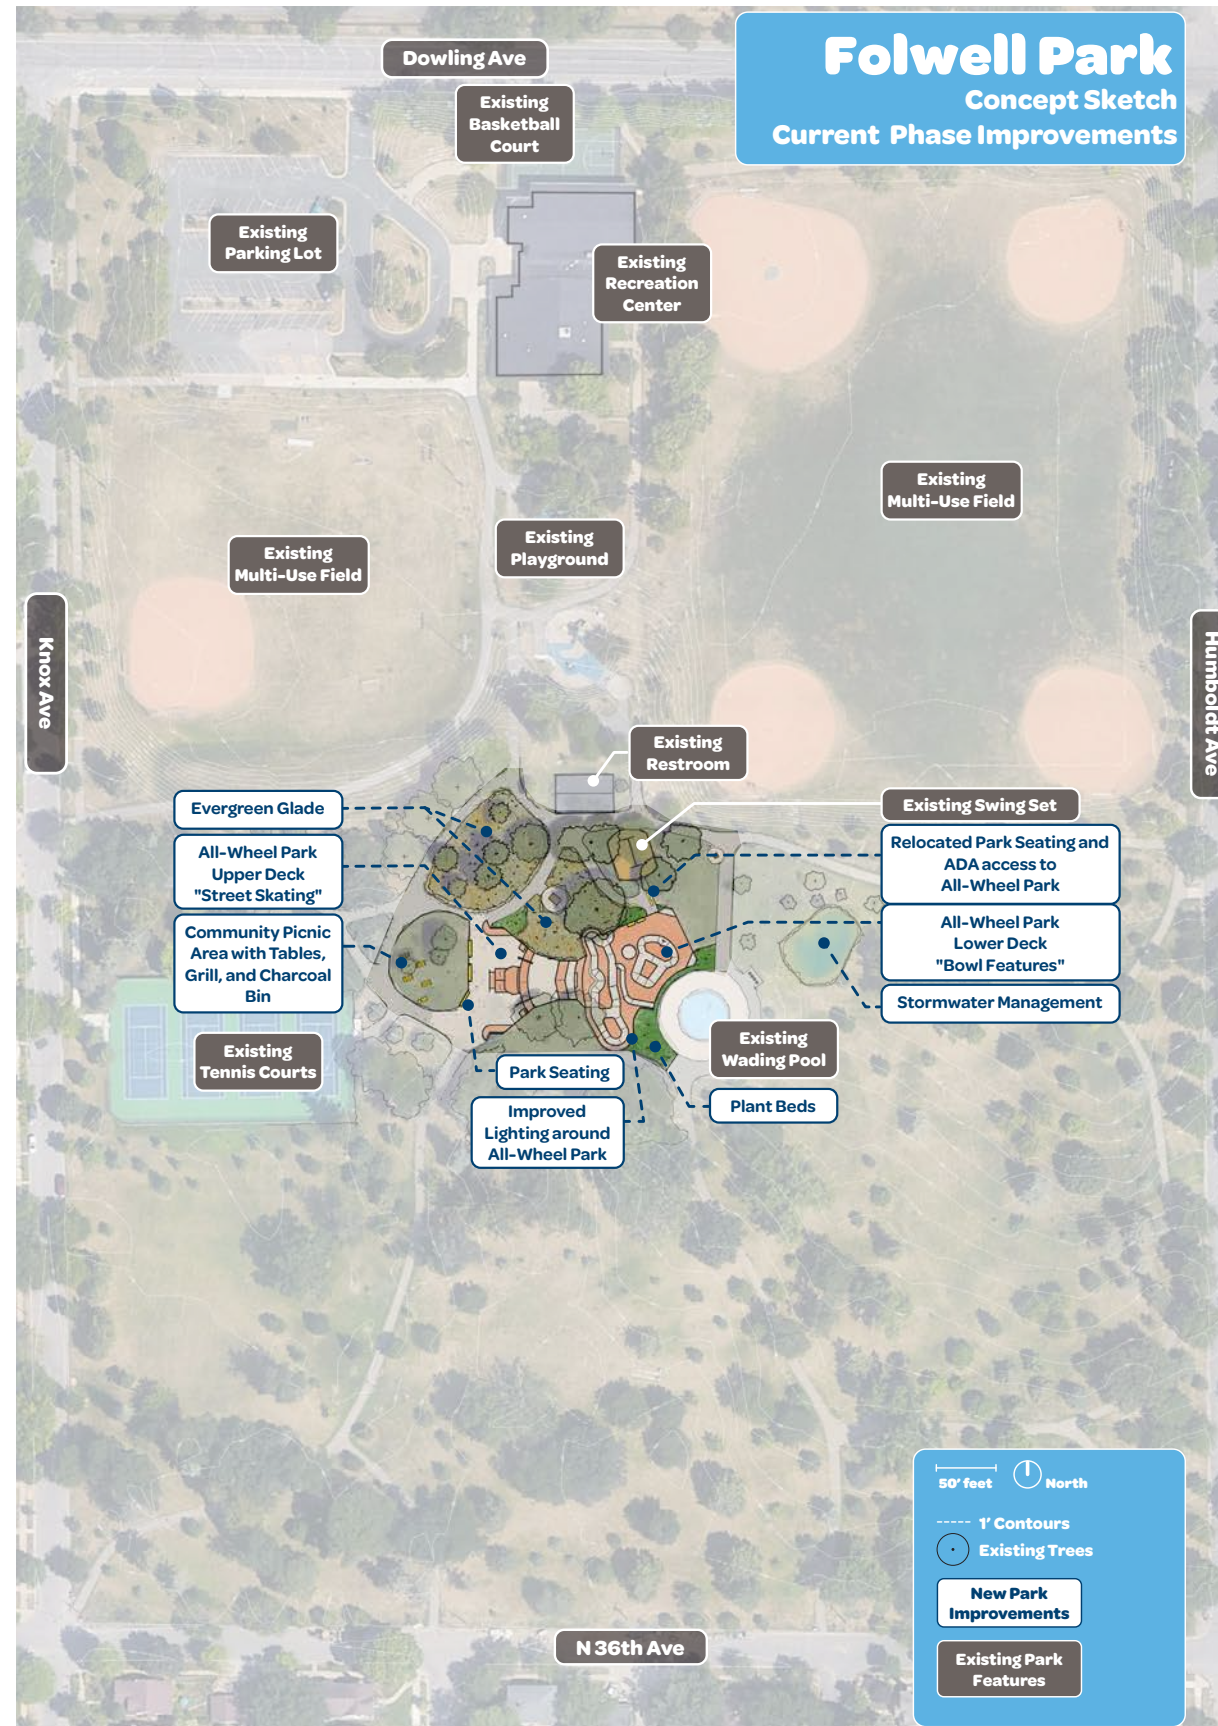 Dowling Ave
Folwell Park
Concept Sketch
Current Phase Improvements
Existing
Basketball
Court
Existing
Parking Lot
Existing
Recreation
Center
Existing
Multi-Use Field
Existing
Playground
Existing
Multi-Use Field
Knox Ave
Humboldt Ave
Existing
Restroom
Evergreen Glade
Existing Swing Set
All-Wheel Park
Upper Deck
"Street Skating"
Relocated Park Seating and
ADA access to
All-Wheel Park
Community Picnic
Area with Tables,
Grill, and Charcoal
Bin
All-Wheel Park
Lower Deck
"Bowl Features"
Stormwater Management
Existing
Tennis Courts
Existing
Wading Pool
Park Seating
Plant Beds
Improved
Lighting around
All-Wheel Park
50' feet
North
1' Contours
Existing Trees
New Park
Improvements
Existing Park
Features
N 36th Ave